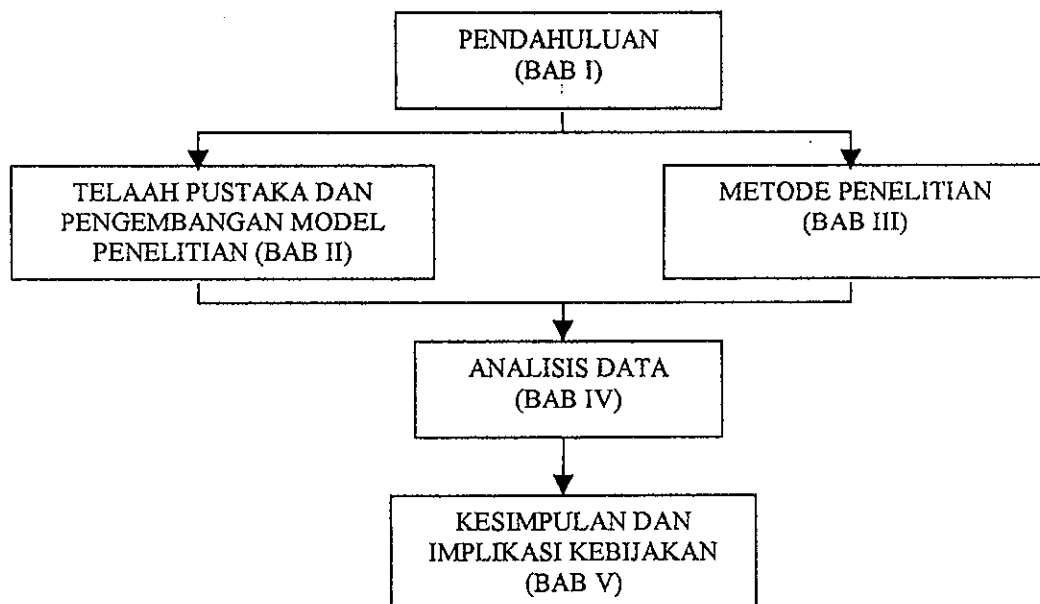 PENDAHULUAN
(BAB I)
TELAAH PUSTAKA DAN
PENGEMBANGAN MODEL
PENELITIAN (BAB II)
METODE PENELITIAN
(BAB III)
ANALISIS DATA
(BAB IV)
KESIMPULAN DAN
IMPLIKASI KEBIJAKAN
(BAB V)